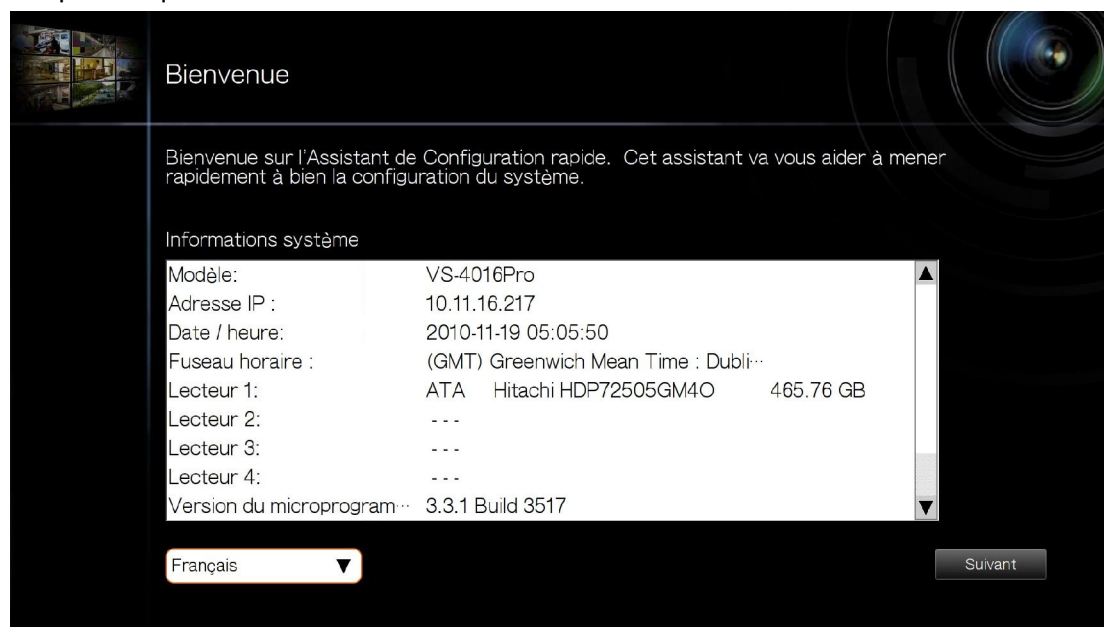 Bienvenue
Bienvenue sur l'Assistant de Configuration rapide. Cet assistant va vous aider à mener
rapidement à bien la configuration du système.
Informations système
Modèle: VS-4016Pro
Adresse IP : 10.11.16.217
Date / heure: 2010-11-19 05:05:50
Fuseau horaire : (GMT) Greenwich Mean Time : Dubli···
Lecteur 1: ATA Hitachi HDP72505GM4O 465.76 GB
Lecteur 2: - - -
Lecteur 3: - - -
Lecteur 4: - - -
Version du microprogram··· 3.3.1 Build 3517
Français ▼
Suivant